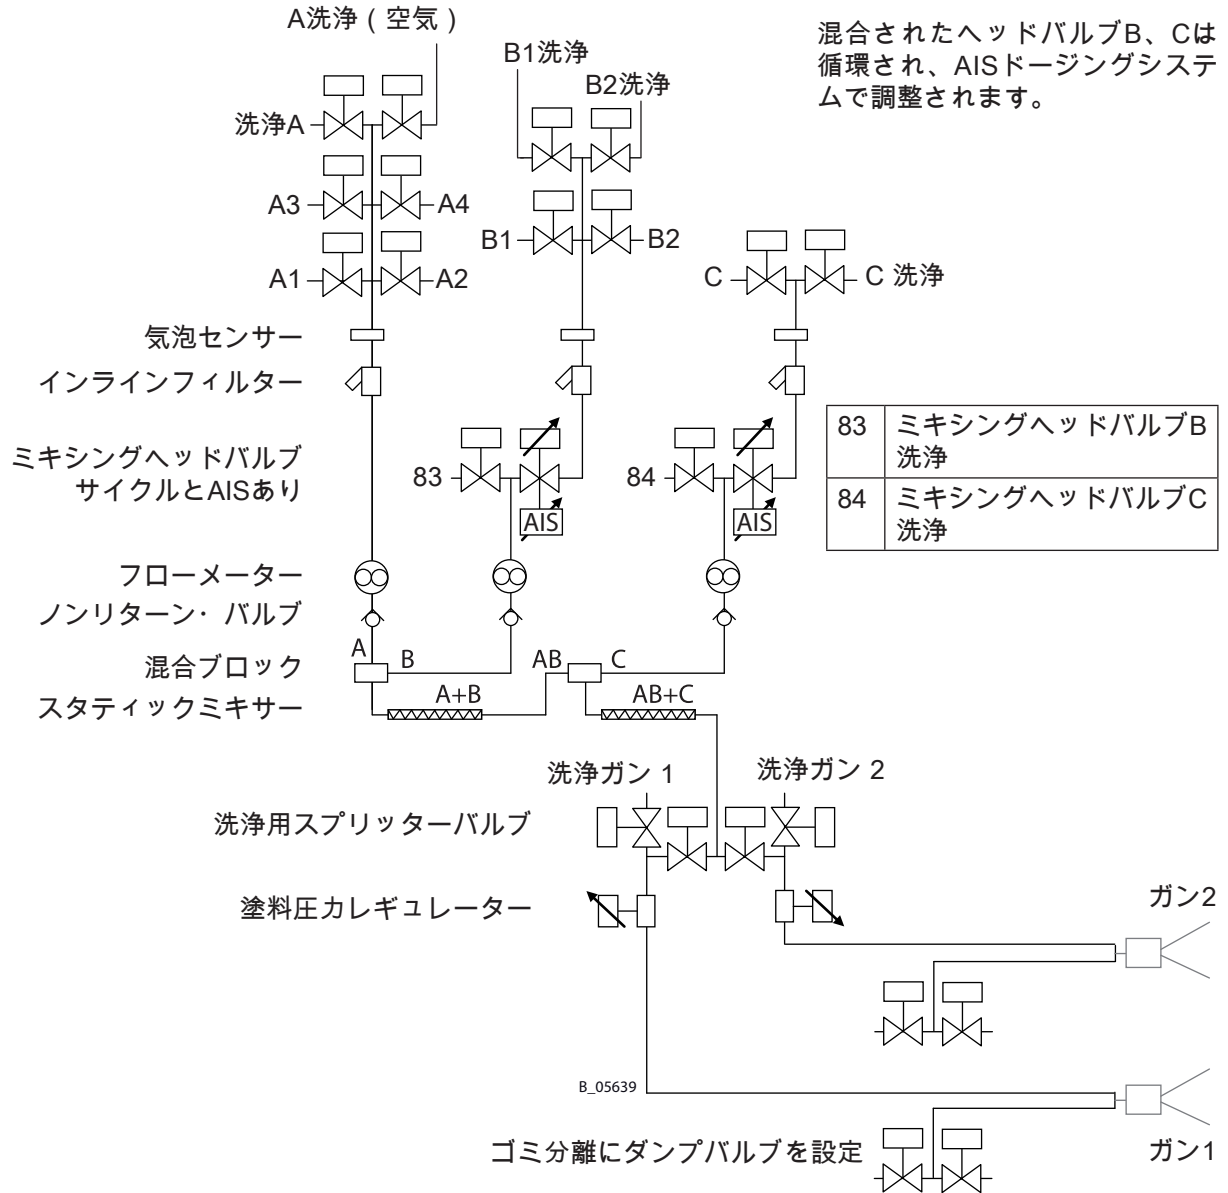 A洗浄 ( 空気 )
混合されたヘッドバルブB、Cは
循環され、AISドージングシステ
ムで調整されます。
B1洗浄
B2洗浄
洗浄A
A3
A4
B1
B2
A1
A2
C
C 洗浄
気泡センサー
インラインフィルター
83 ミキシングヘッドバルブB
洗浄
84 ミキシングヘッドバルブC
洗浄
ミキシングヘッドバルブ
サイクルとAISあり
83
84
AIS
AIS
フローメーター
ノンリターン・ バルブ
A
B
AB
C
混合ブロック
A+B
AB+C
スタティックミキサー
洗浄ガン 1
洗浄ガン 2
洗浄用スプリッターバルブ
塗料圧力レギュレーター
ガン2
B_05639
ゴミ分離にダンプバルブを設定
ガン1